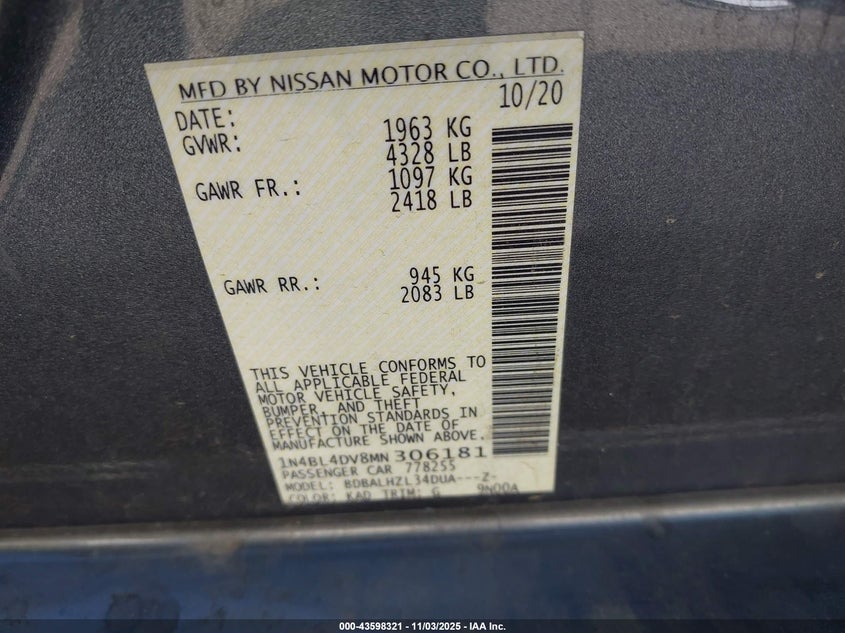 MFD BY NISSAN MOTOR CO., LTD.
DATE: 10/20
GVWR: 1963 KG
4328 LB
GAWR FR.: 1097 KG
2418 LB
GAWR RR.: 945 KG
2083 LB
THIS VEHICLE CONFORMS TO
ALL APPLICABLE FEDERAL
MOTOR VEHICLE SAFETY,
BUMPER, AND THEFT
PREVENTION STANDARDS IN
EFFECT ON THE DATE OF
MANUFACTURE SHOWN ABOVE.
1N4BL4DV8MN 306181
PASSENGER CAR 778255
MODEL: BDBALHZL34DUA---Z-
COLOR: KAD TRIM: G 9N00A
000-43598321 - 11/03/2025 - IAA Inc.